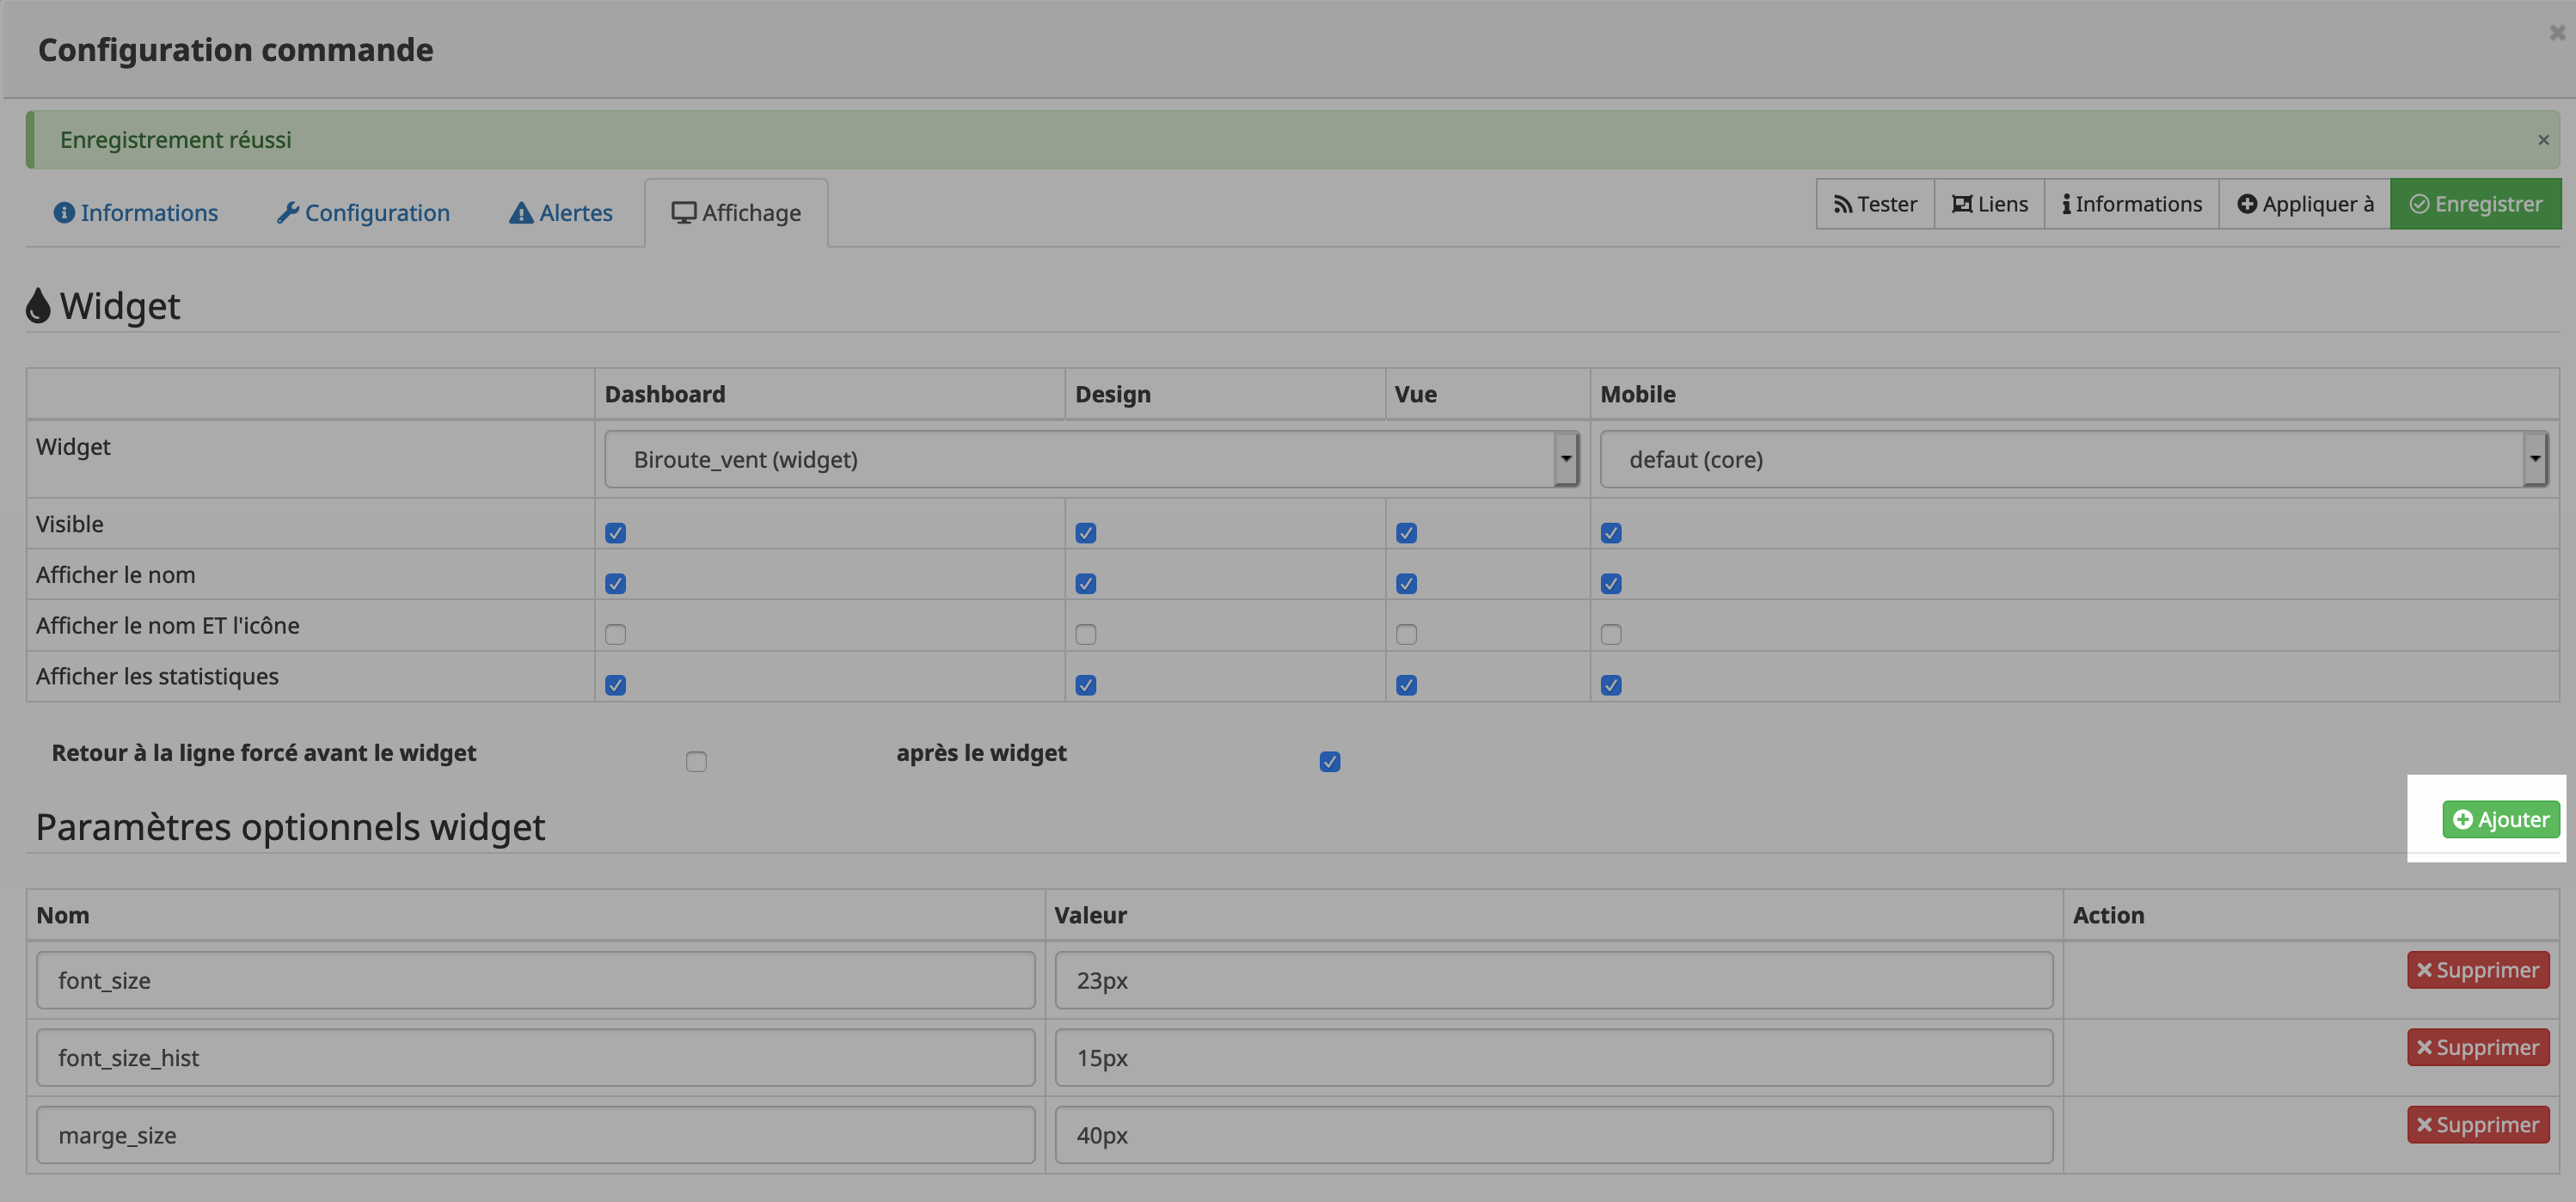 Configuration commande
Enregistrement réussi
Informations Configuration Alertes Affichage Tester Liens Informations Appliquer à Enregistrer
Widget
Dashboard Design Vue Mobile
Widget Biroute_vent (widget) defaut (core)
Visible
Afficher le nom
Afficher le nom ET l'icône
Afficher les statistiques
Retour à la ligne forcé avant le widget après le widget
Paramètres optionnels widget Ajouter
Nom Valeur Action
font_size 23px Supprimer
font_size_hist 15px Supprimer
marge_size 40px Supprimer